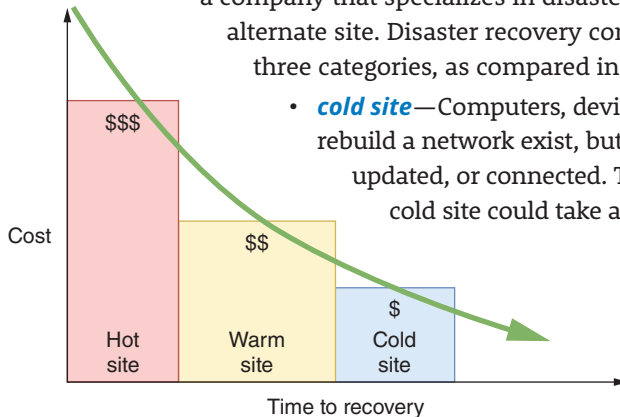 a company that specializes in disaste
alternate site. Disaster recovery cor
three categories, as compared in
• cold site—Computers, devi
rebuild a network exist, but
updated, or connected. T
cold site could take a
Cost
$$$
Hot
site
$$
Warm
site
$
Cold
site
Time to recovery